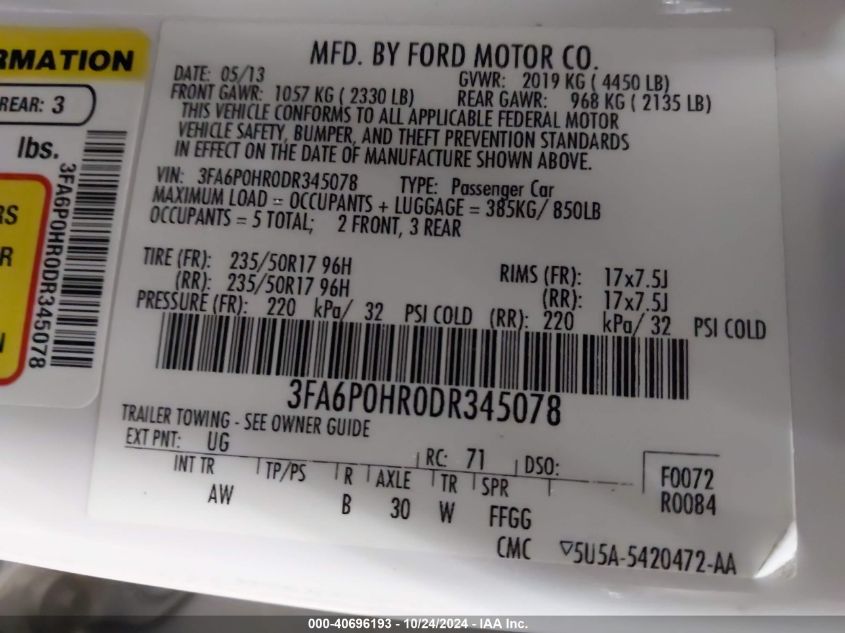 RMATION
REAR: 3
lbs.
3FA6P0HR0DR345078
RS
R
N
MFD. BY FORD MOTOR CO.
DATE: 05/13 GVWR: 2019 KG ( 4450 LB)
FRONT GAWR: 1057 KG ( 2330 LB) REAR GAWR: 968 KG ( 2135 LB)
THIS VEHICLE CONFORMS TO ALL APPLICABLE FEDERAL MOTOR
VEHICLE SAFETY, BUMPER, AND THEFT PREVENTION STANDARDS
IN EFFECT ON THE DATE OF MANUFACTURE SHOWN ABOVE.
VIN: 3FA6P0HR0DR345078 TYPE: Passenger Car
MAXIMUM LOAD = OCCUPANTS + LUGGAGE = 385KG/ 850LB
OCCUPANTS = 5 TOTAL; 2 FRONT, 3 REAR
TIRE (FR): 235/50R17 96H RIMS (FR): 17x7.5J
(RR): 235/50R17 96H (RR): 17x7.5J
PRESSURE (FR): 220 kPa/ 32 PSI COLD (RR): 220 kPa/ 32 PSI COLD
3FA6P0HR0DR345078
TRAILER TOWING - SEE OWNER GUIDE
EXT PNT: UG RC: 71 DSO:
INT TR TP/PS R AXLE TR SPR
AW B 30 W FFGG
F0072
R0084
CMC ▽5U5A-5420472-AA
000-40696193 - 10/24/2024 - IAA Inc.